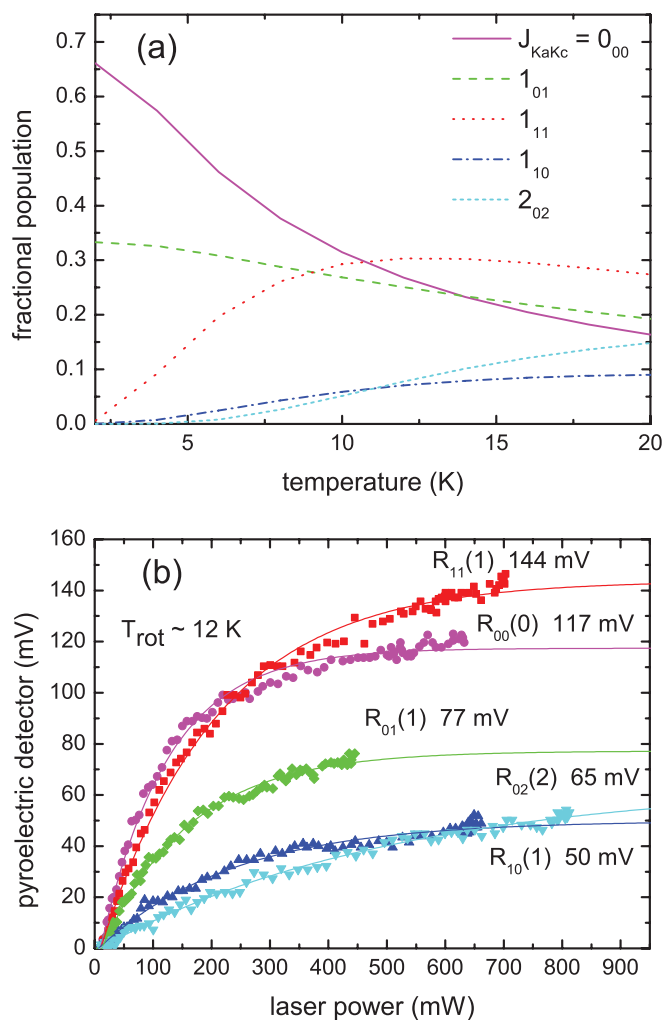 (a)
J_KaKc = 0_00
1_01
1_11
1_10
2_02
0.7
0.6
0.5
0.4
0.3
0.2
0.1
0.0
fractional population
5 10 15 20
temperature (K)
(b)
T_rot ~ 12 K
R_11(1) 144 mV
R_00(0) 117 mV
R_01(1) 77 mV
R_02(2) 65 mV
R_10(1) 50 mV
160
140
120
100
80
60
40
20
0
pyroelectric detector (mV)
0 100 200 300 400 500 600 700 800 900
laser power (mW)